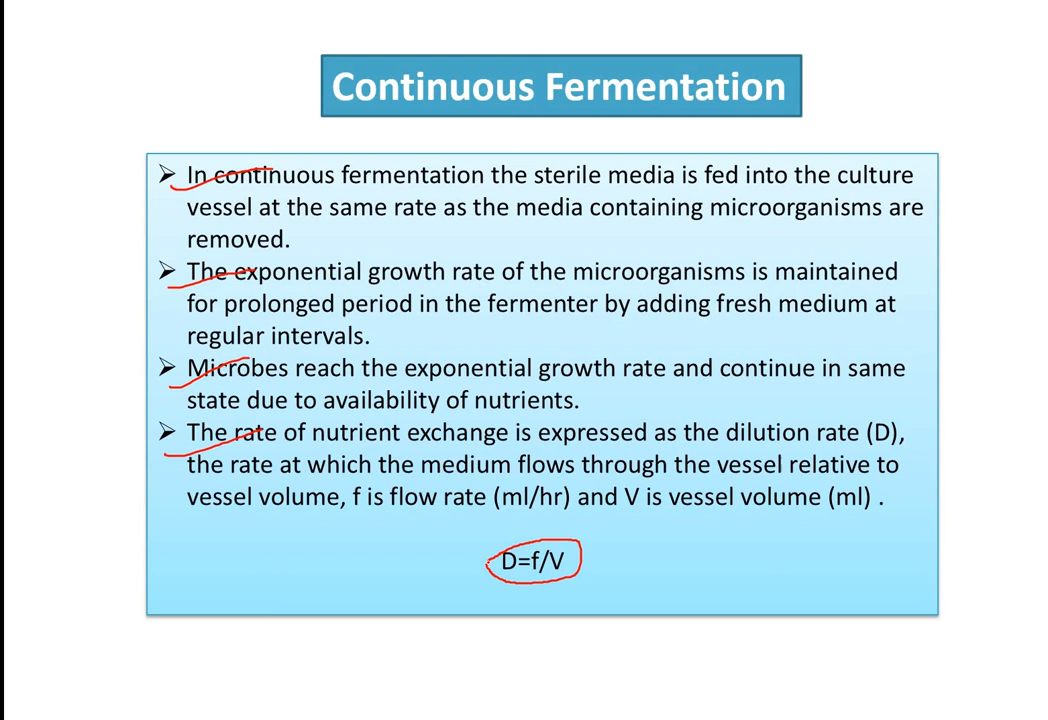 Continuous Fermentation
➢ In continuous fermentation the sterile media is fed into the culture
vessel at the same rate as the media containing microorganisms are
removed.
➢ The exponential growth rate of the microorganisms is maintained
for prolonged period in the fermenter by adding fresh medium at
regular intervals.
➢ Microbes reach the exponential growth rate and continue in same
state due to availability of nutrients.
➢ The rate of nutrient exchange is expressed as the dilution rate (D),
the rate at which the medium flows through the vessel relative to
vessel volume, f is flow rate (ml/hr) and V is vessel volume (ml) .
D=f/V